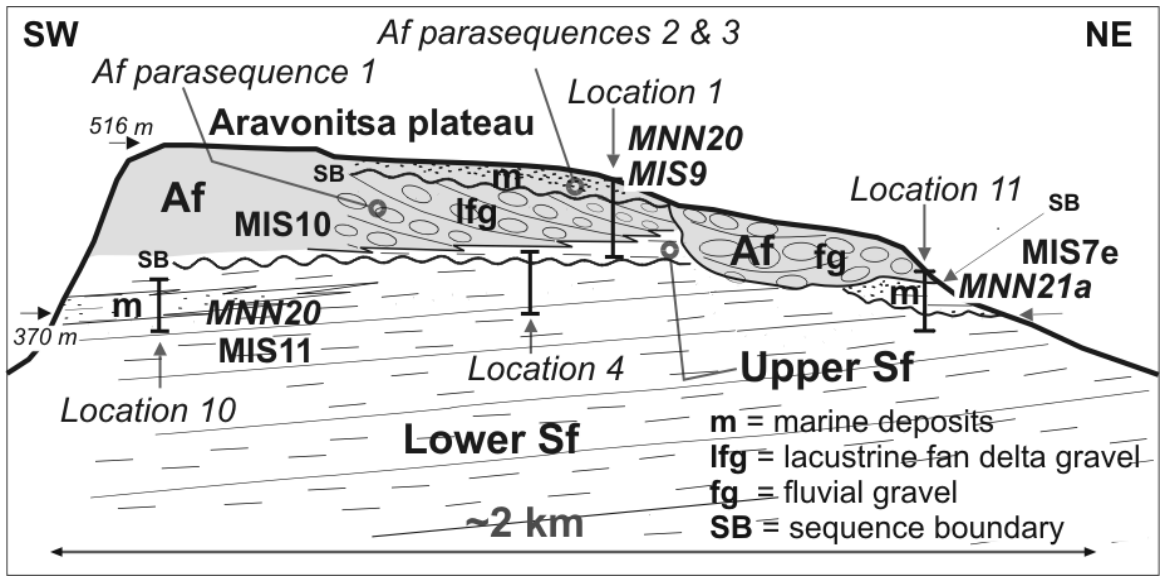 SW
NE
Af parasequences 2 & 3
Af parasequence 1
Location 1
516 m
Aravonitsa plateau
MNN20
MIS9
SB
m
Location 11
SB
Af
lfg
MIS10
Af
fg
MIS7e
SB
m
MNN21a
m
MNN20
370 m
MIS11
Location 4
Upper Sf
Location 10
m = marine deposits
Lower Sf
lfg = lacustrine fan delta gravel
fg = fluvial gravel
~2 km
SB = sequence boundary